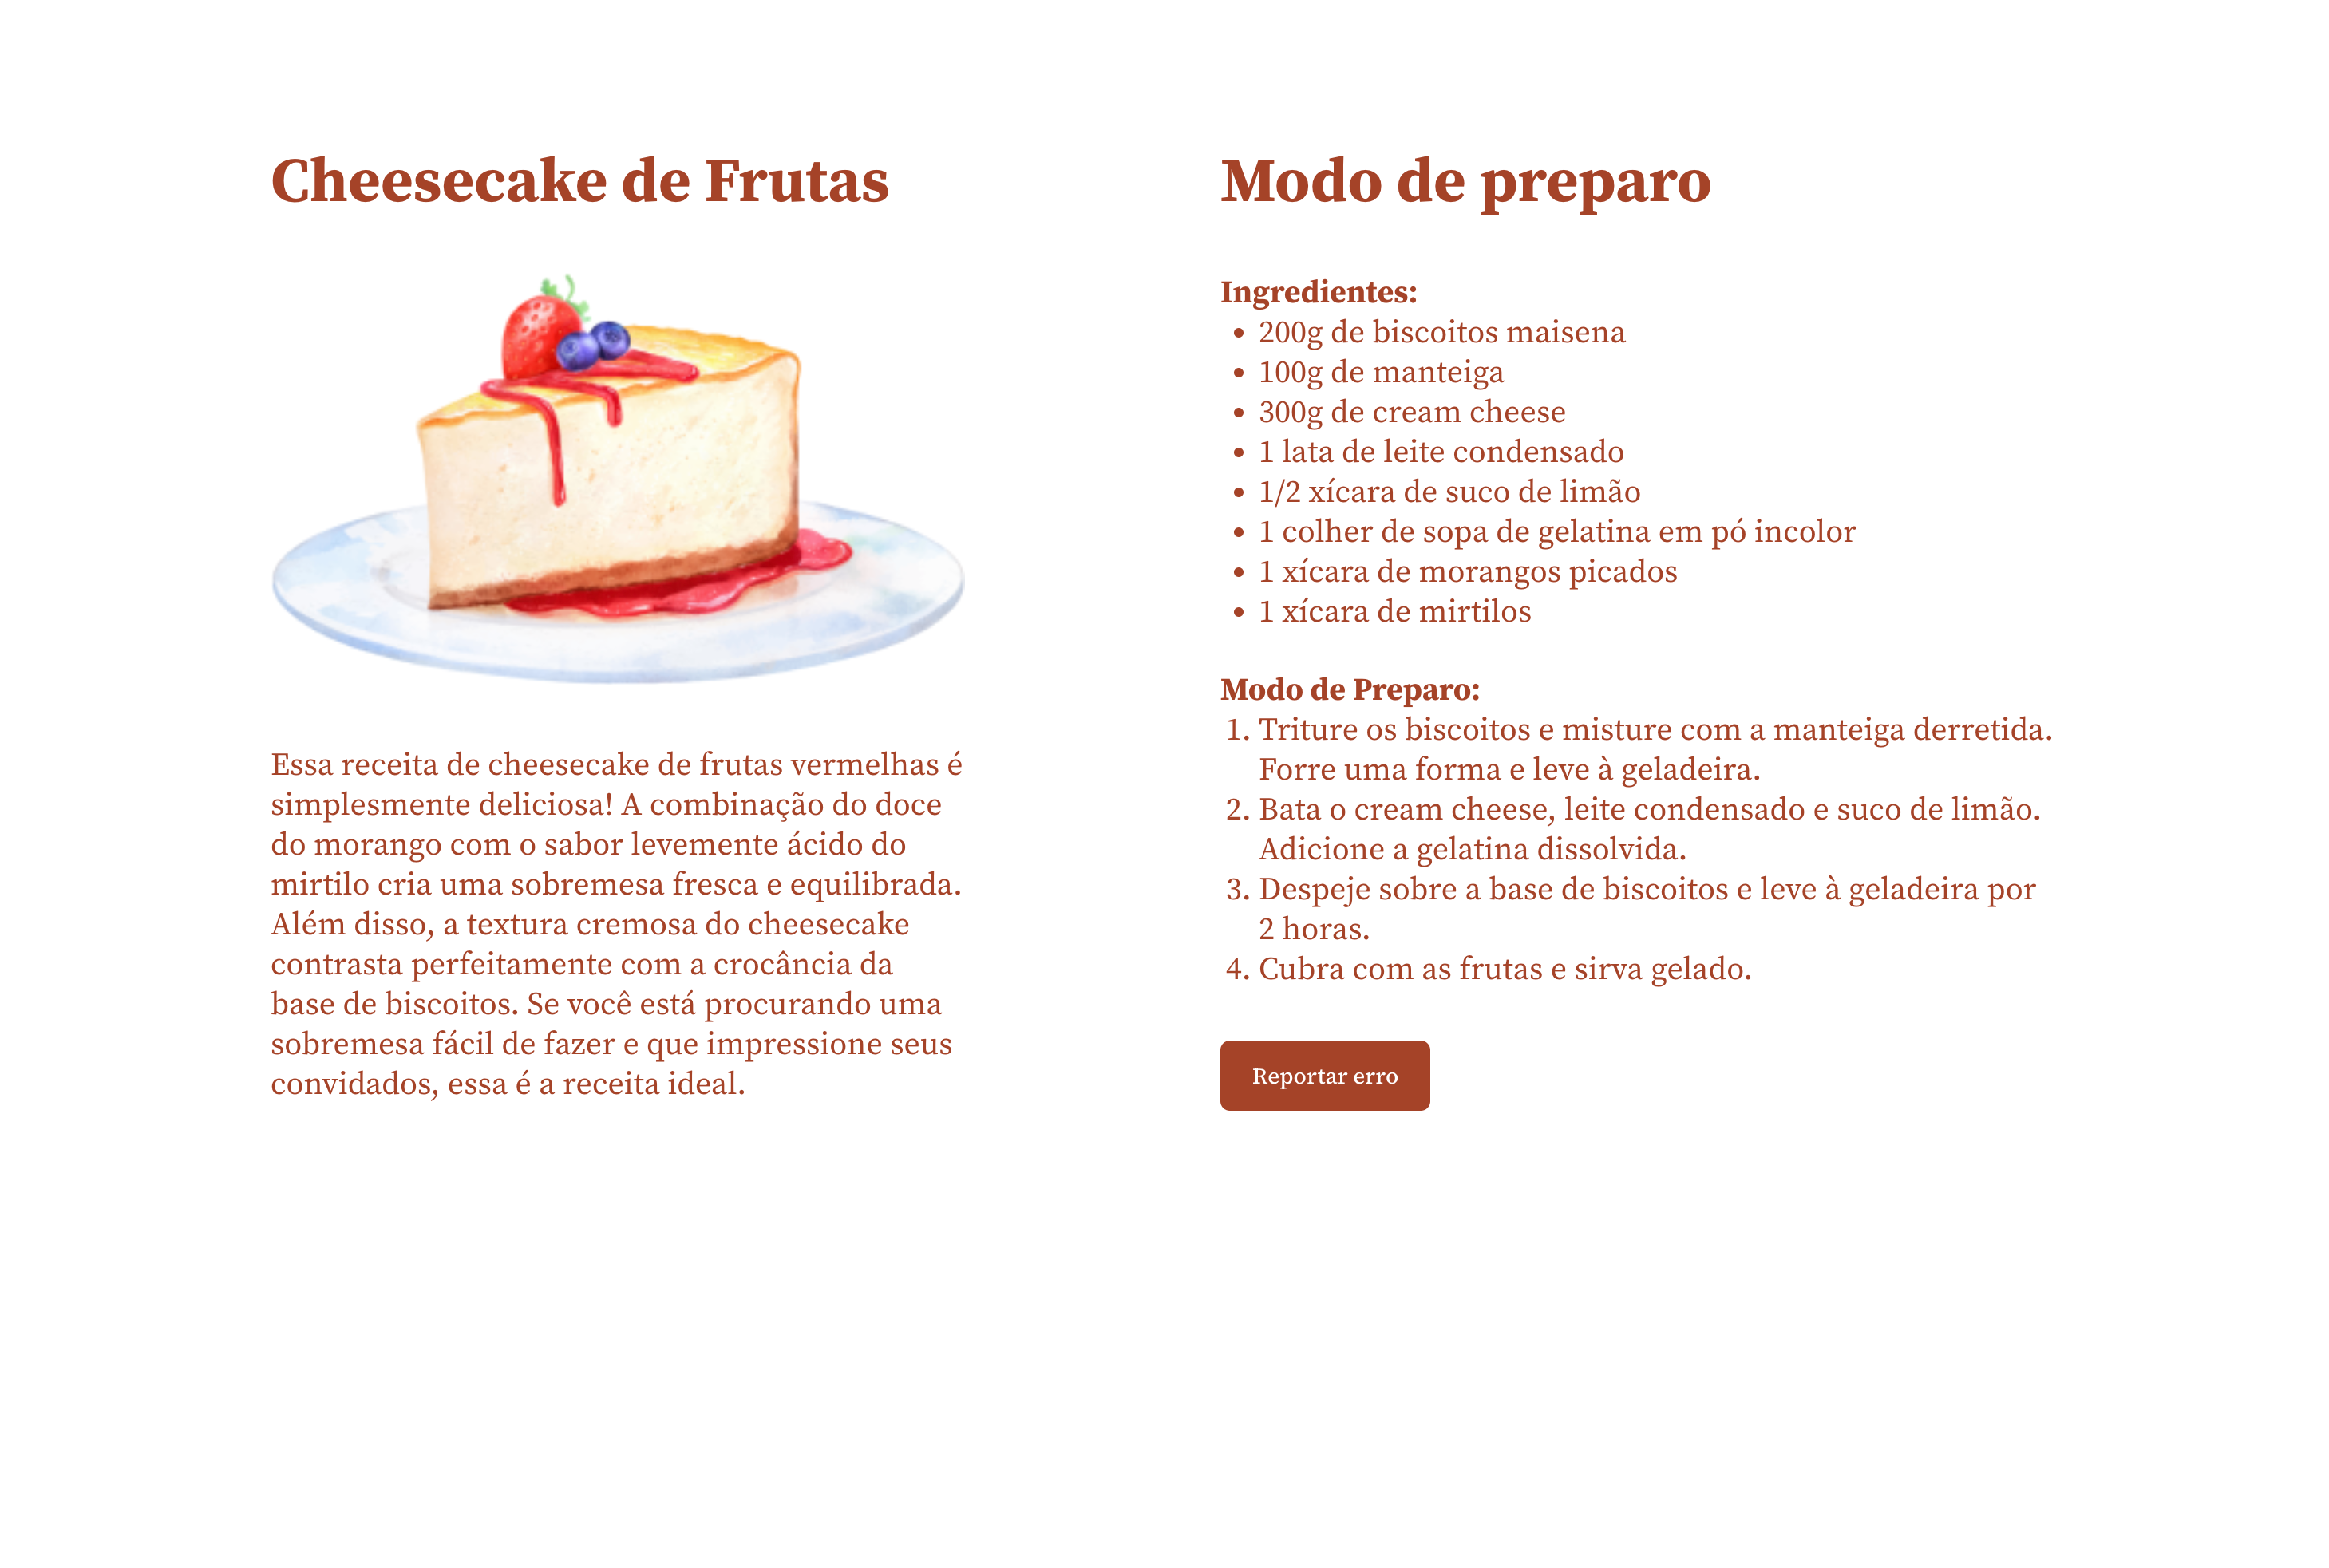 Cheesecake de Frutas
Essa receita de cheesecake de frutas vermelhas é
simplesmente deliciosa! A combinação do doce
do morango com o sabor levemente ácido do
mirtilo cria uma sobremesa fresca e equilibrada.
Além disso, a textura cremosa do cheesecake
contrasta perfeitamente com a crocância da
base de biscoitos. Se você está procurando uma
sobremesa fácil de fazer e que impressione seus
convidados, essa é a receita ideal.
Modo de preparo
Ingredientes:
• 200g de biscoitos maisena
• 100g de manteiga
• 300g de cream cheese
• 1 lata de leite condensado
• 1/2 xícara de suco de limão
• 1 colher de sopa de gelatina em pó incolor
• 1 xícara de morangos picados
• 1 xícara de mirtilos
Modo de Preparo:
1. Triture os biscoitos e misture com a manteiga derretida.
Forre uma forma e leve à geladeira.
2. Bata o cream cheese, leite condensado e suco de limão.
Adicione a gelatina dissolvida.
3. Despeje sobre a base de biscoitos e leve à geladeira por
2 horas.
4. Cubra com as frutas e sirva gelado.
Reportar erro